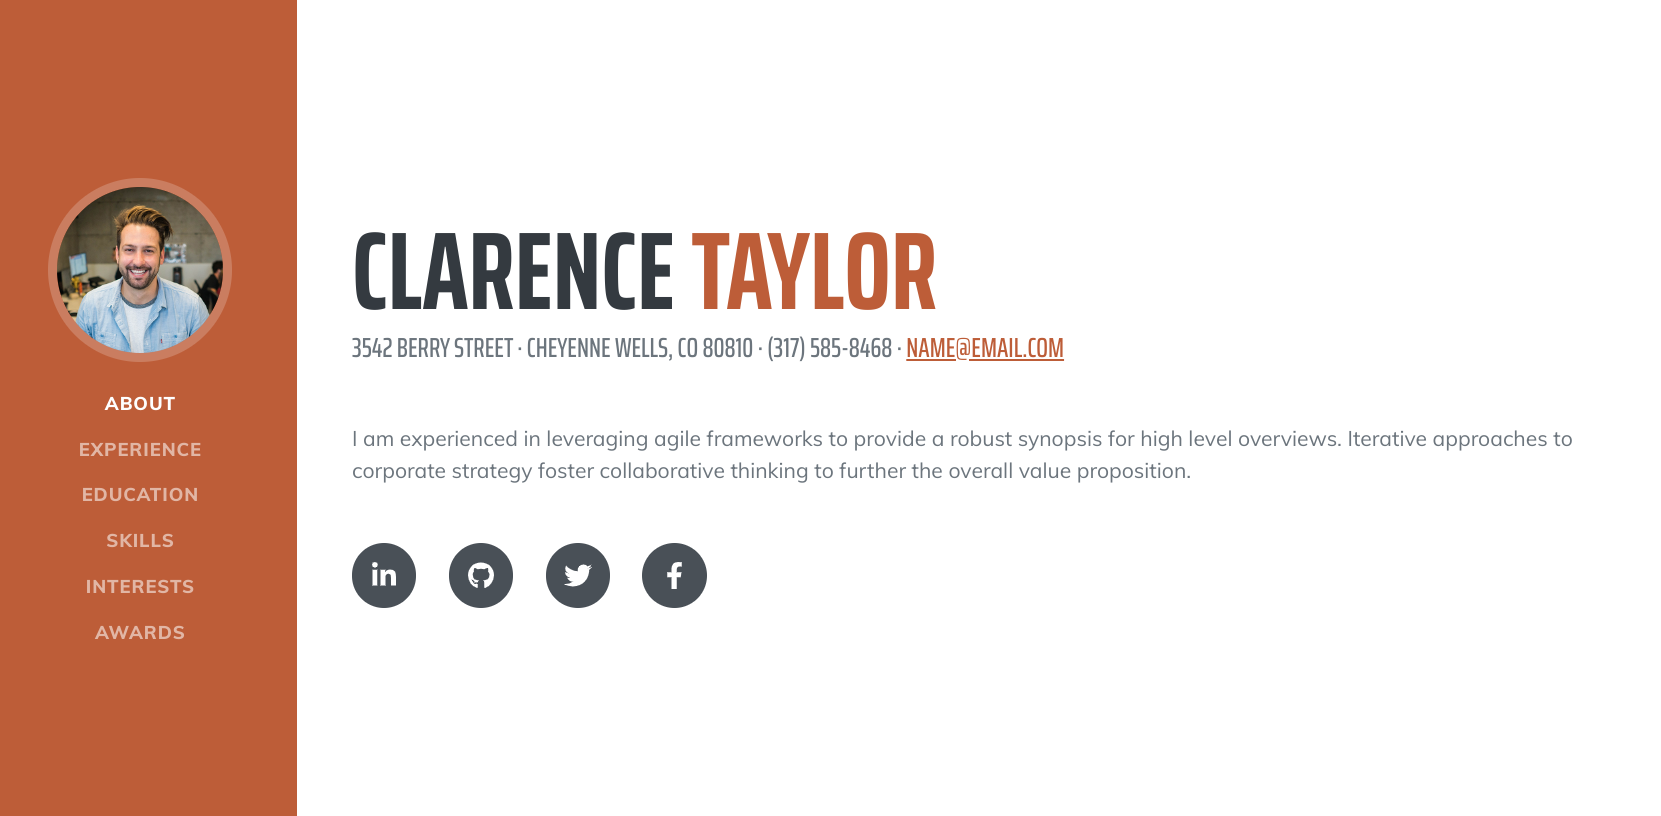 ABOUT
EXPERIENCE
EDUCATION
SKILLS
INTERESTS
AWARDS
CLARENCE TAYLOR
3542 BERRY STREET · CHEYENNE WELLS, CO 80810 · (317) 585-8468 · NAME@EMAIL.COM
I am experienced in leveraging agile frameworks to provide a robust synopsis for high level overviews. Iterative approaches to
corporate strategy foster collaborative thinking to further the overall value proposition.
in
f